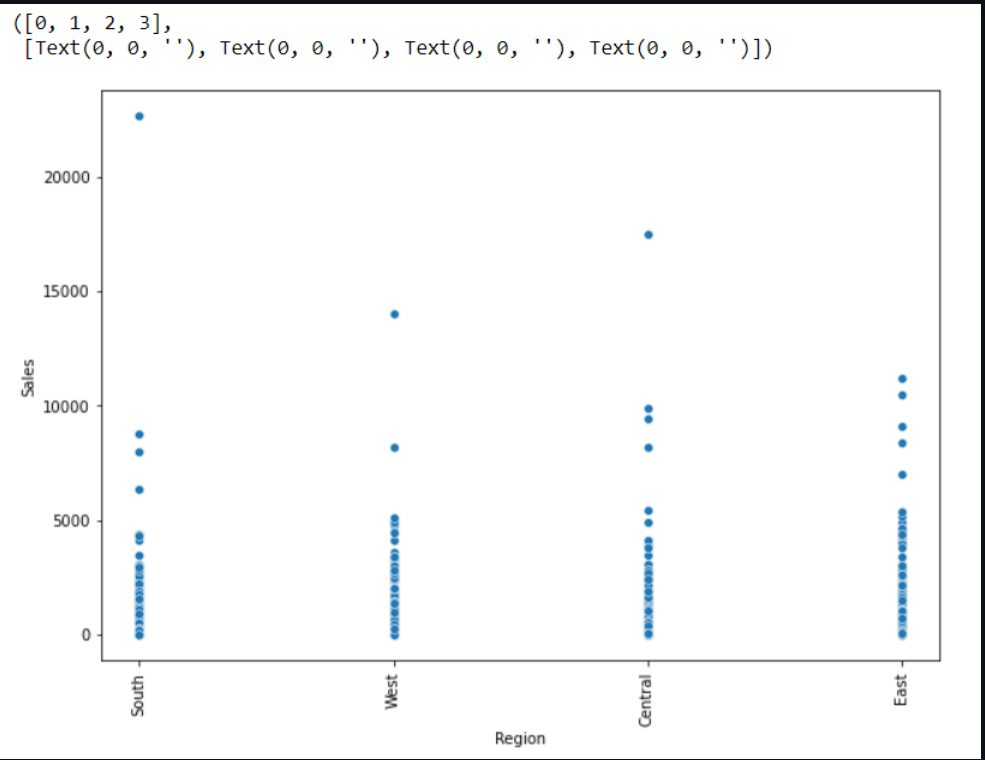 ([0, 1, 2, 3],
[Text(0, 0, ''), Text(0, 0, ''), Text(0, 0, ''), Text(0, 0, '')])
20000
15000
10000
5000
0
Sales
South
West
Central
East
Region